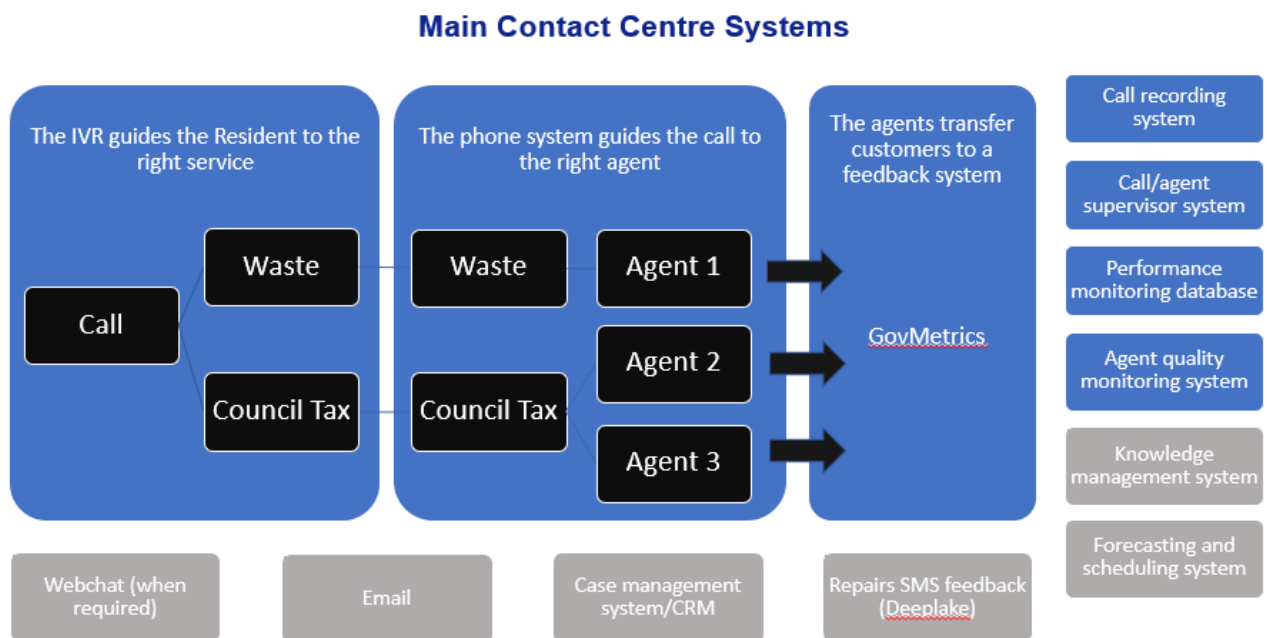 Main Contact Centre Systems
The IVR guides the Resident to the
right service
Call
Waste
Council Tax
The phone system guides the call to
the right agent
Waste
Council Tax
Agent 1
Agent 2
Agent 3
The agents transfer
customers to a
feedback system
GovMetrics
Call recording
system
Call/agent
supervisor system
Performance
monitoring database
Agent quality
monitoring system
Knowledge
management system
Forecasting and
scheduling system
Webchat (when
required)
Email
Case management
system/CRM
Repairs SMS feedback
(Deeplake)